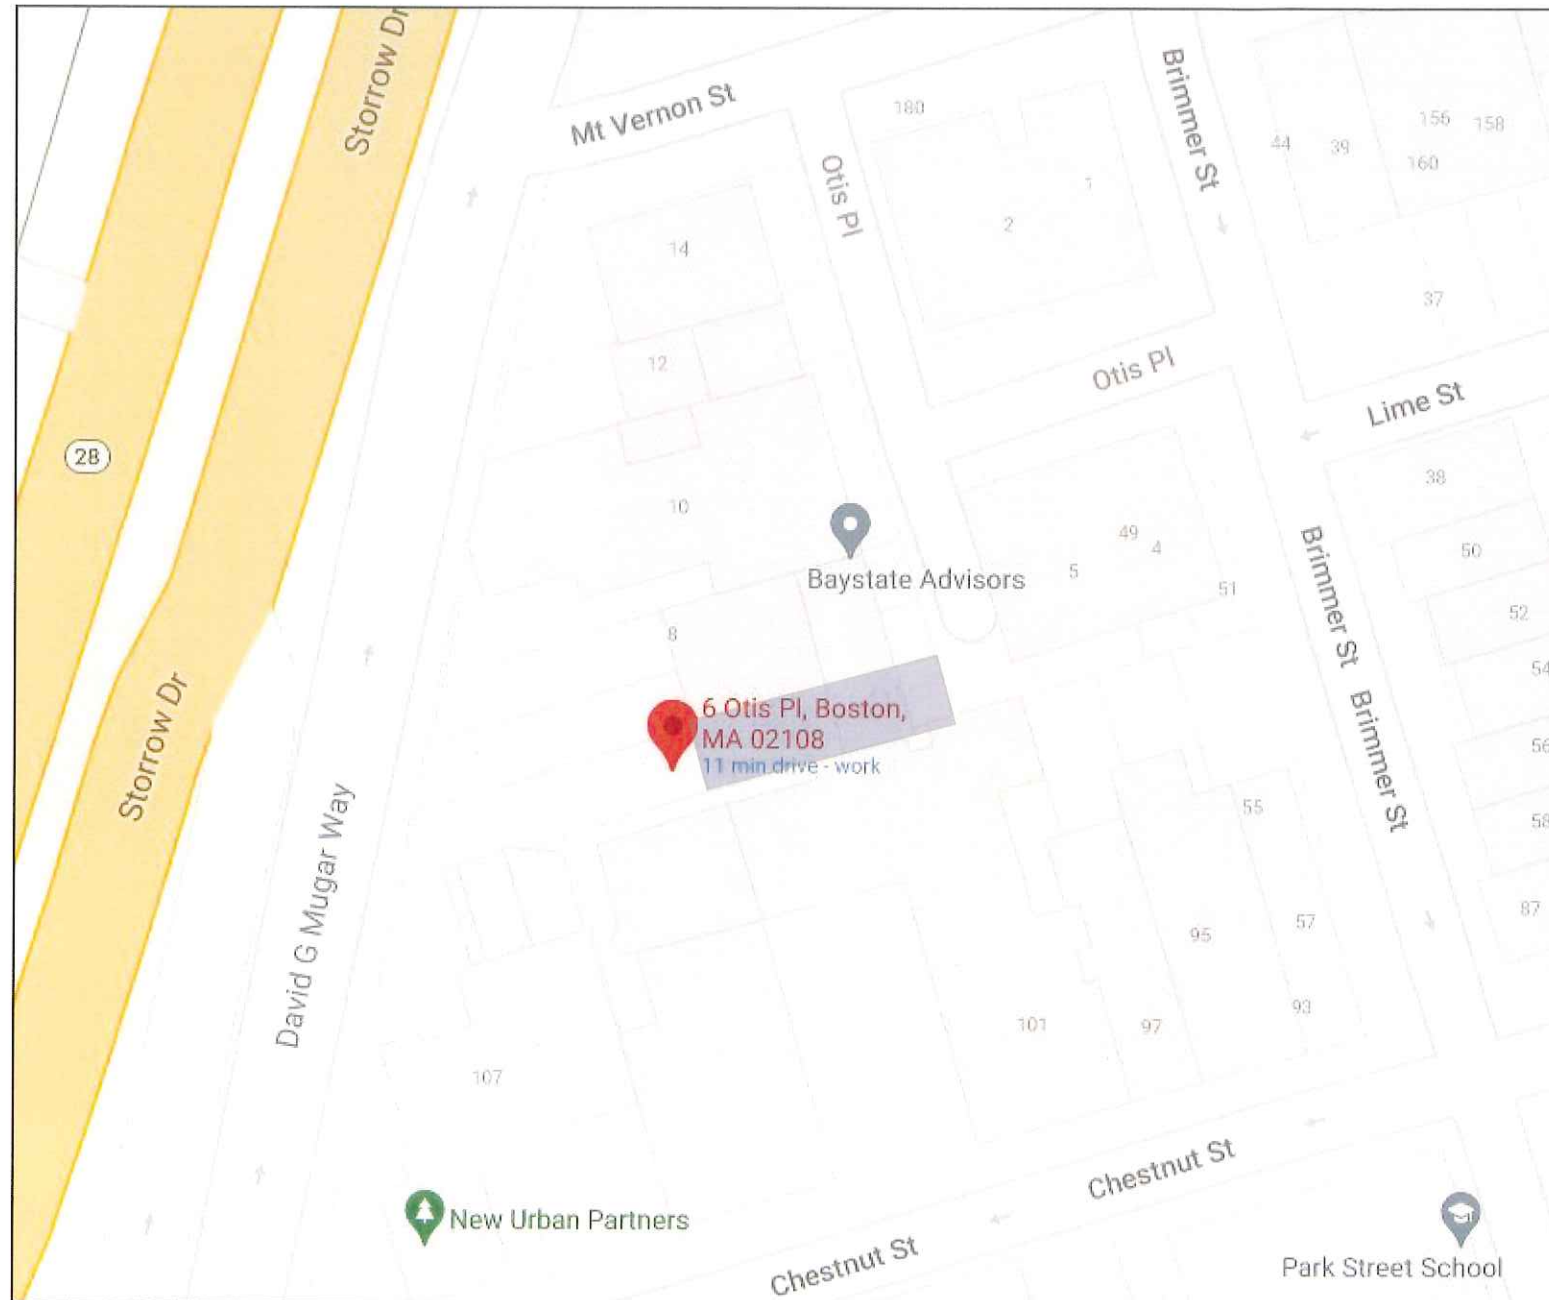 Storrow Dr
Mt Vernon St
180
Brimmer St
156
158
44
39
160
Otis Pl
1
2
14
37
12
Otis Pl
Lime St
28
38
10
49
4
50
Baystate Advisors
5
51
Brimmer St
52
8
54
6 Otis Pl, Boston,
MA 02108
11 min drive - work
Storrow Dr
Brimmer St
56
55
58
David G Mugar Way
87
95
57
93
101
97
107
Chestnut St
New Urban Partners
Chestnut St
Park Street School